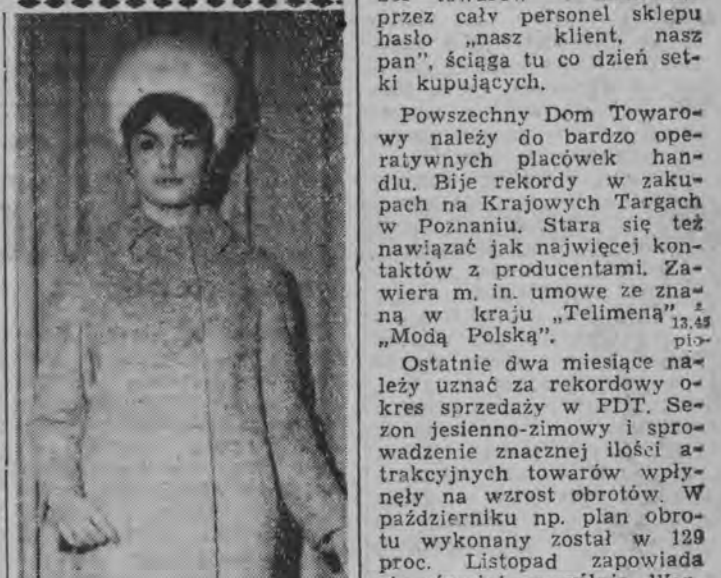 przez cały personel sklepu
hasło „nasz klient, nasz
pan”, ściąga tu co dzień set-
ki kupujących.
Powszechny Dom Towaro-
wy należy do bardzo ope-
ratywnych placówek han-
dlu. Bije rekordy w zaku-
pach na Krajowych Targach
w Poznaniu. Stara się też
nawiązać jak najwięcej kon-
taktów z producentami. Za-
wiera m. in. umowę ze zna-
ną w kraju „Telimeną”,
13.45
„Modą Polską”.
pio-
Ostatnie dwa miesiące na-
leży uznać za rekordowy o-
kres sprzedaży w PDT. Se-
zon jesienno-zimowy i spro-
wadzenie znacznej ilości a-
trakcyjnych towarów wpły-
nęły na wzrost obrotów. W
październiku np. plan obro-
tu wykonany został w 129
proc. Listopad zapowiada